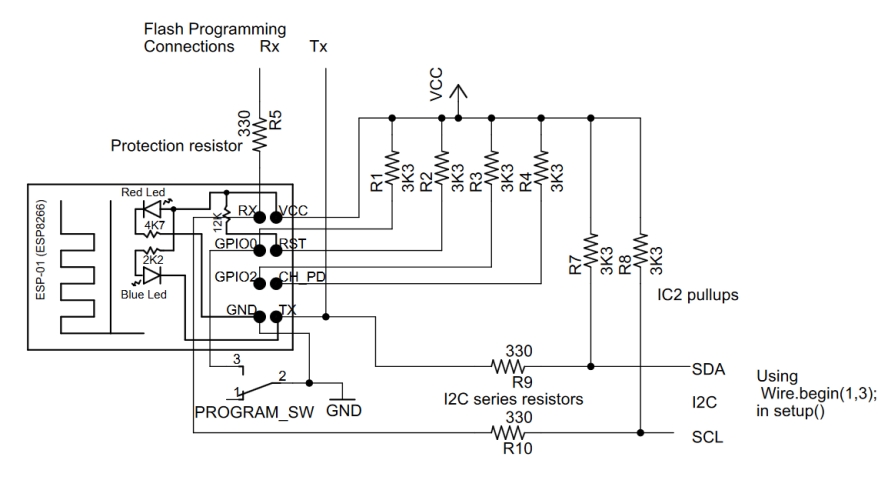 Flash Programming
Connections Rx Tx
330
R5
VCC
Protection resistor
R1
3K3
R2
3K3
R3
3K3
R4
3K3
ESP-01 (ESP8266)
Red Led
4K7
2K2
Blue Led
12K
RX VCC
GPIO0 RST
GPIO2 CH_PD
GND TX
R7
3K3
R8
3K3
IC2 pullups
3
2
1
PROGRAM_SW GND
330
R9
SDA
I2C series resistors
I2C
330
R10
SCL
Using
Wire.begin(1,3);
in setup()